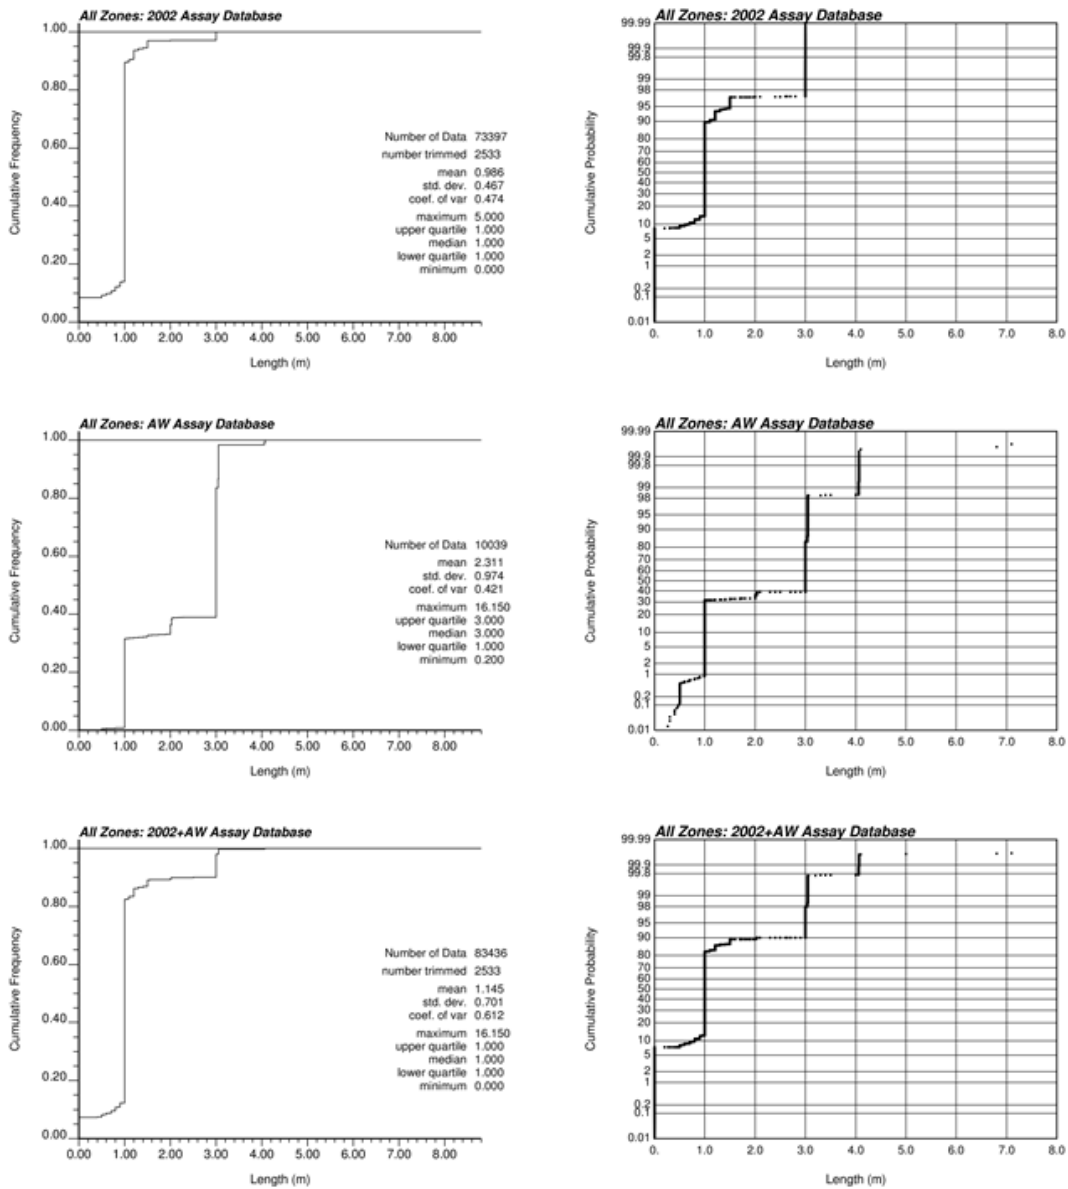 All Zones: 2002 Assay Database
1.00
0.80
0.60
0.40
0.20
0.00
Cumulative Frequency
Number of Data 73397
number trimmed 2533
mean 0.986
std. dev. 0.467
coef. of var 0.474
maximum 5.000
upper quartile 1.000
median 1.000
lower quartile 1.000
minimum 0.000
0.00 1.00 2.00 3.00 4.00 5.00 6.00 7.00 8.00
Length (m)
All Zones: 2002 Assay Database
99.99
99.9
99.8
99
98
95
90
80
70
60
50
40
30
20
10
5
2
1
0.2
0.1
0.01
Cumulative Probability
0. 1.0 2.0 3.0 4.0 5.0 6.0 7.0 8.0
Length (m)
All Zones: AW Assay Database
1.00
0.80
0.60
0.40
0.20
0.00
Cumulative Frequency
Number of Data 10039
mean 2.311
std. dev. 0.974
coef. of var 0.421
maximum 16.150
upper quartile 3.000
median 3.000
lower quartile 1.000
minimum 0.200
0.00 1.00 2.00 3.00 4.00 5.00 6.00 7.00 8.00
Length (m)
All Zones: AW Assay Database
99.99
99.9
99.8
99
98
95
90
80
70
60
50
40
30
20
10
5
2
1
0.2
0.1
0.01
Cumulative Probability
0. 1.0 2.0 3.0 4.0 5.0 6.0 7.0 8.0
Length (m)
All Zones: 2002+AW Assay Database
1.00
0.80
0.60
0.40
0.20
0.00
Cumulative Frequency
Number of Data 83436
number trimmed 2533
mean 1.145
std. dev. 0.701
coef. of var 0.612
maximum 16.150
upper quartile 1.000
median 1.000
lower quartile 1.000
minimum 0.000
0.00 1.00 2.00 3.00 4.00 5.00 6.00 7.00 8.00
Length (m)
All Zones: 2002+AW Assay Database
99.99
99.9
99.8
99
98
95
90
80
70
60
50
40
30
20
10
5
2
1
0.2
0.1
0.01
Cumulative Probability
0. 1.0 2.0 3.0 4.0 5.0 6.0 7.0 8.0
Length (m)